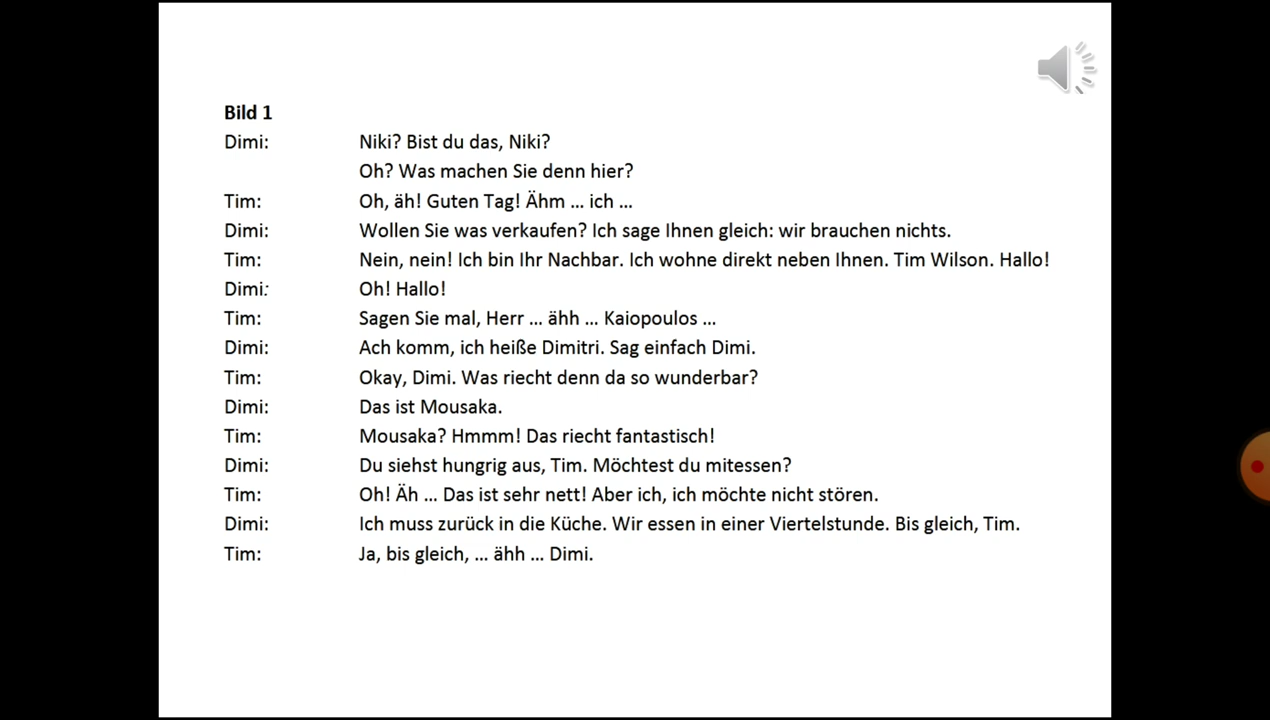 Bild 1
Dimi: Niki? Bist du das, Niki?
Oh? Was machen Sie denn hier?
Tim: Oh, äh! Guten Tag! Ähm ... ich ...
Dimi: Wollen Sie was verkaufen? Ich sage Ihnen gleich: wir brauchen nichts.
Tim: Nein, nein! Ich bin Ihr Nachbar. Ich wohne direkt neben Ihnen. Tim Wilson. Hallo!
Dimi: Oh! Hallo!
Tim: Sagen Sie mal, Herr ... ähh ... Kaiopoulos ...
Dimi: Ach komm, ich heiße Dimitri. Sag einfach Dimi.
Tim: Okay, Dimi. Was riecht denn da so wunderbar?
Dimi: Das ist Mousaka.
Tim: Mousaka? Hmmm! Das riecht fantastisch!
Dimi: Du siehst hungrig aus, Tim. Möchtest du mitessen?
Tim: Oh! Äh ... Das ist sehr nett! Aber ich, ich möchte nicht stören.
Dimi: Ich muss zurück in die Küche. Wir essen in einer Viertelstunde. Bis gleich, Tim.
Tim: Ja, bis gleich, ... ähh ... Dimi.